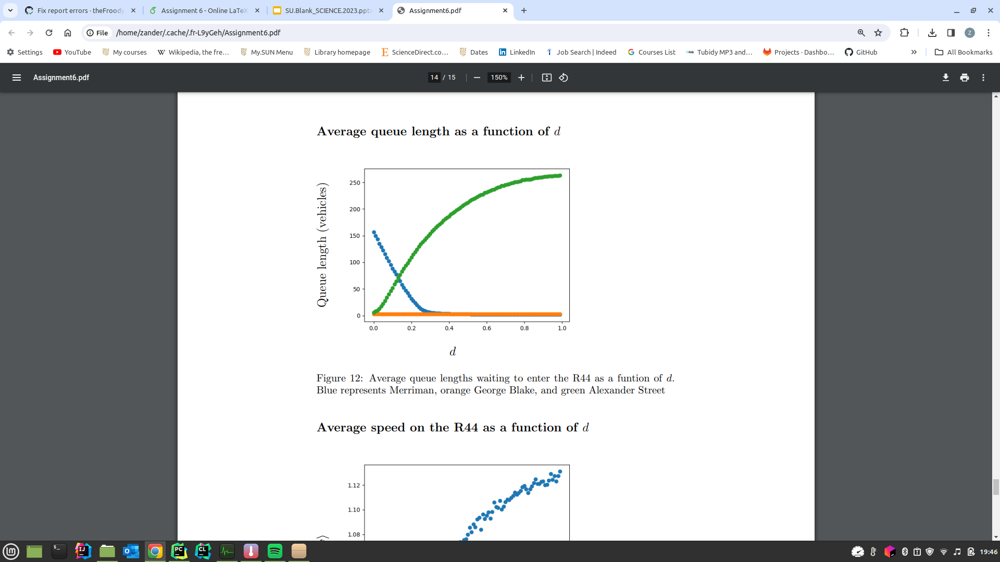 Fix report errors · theFroody
Assignment 6 - Online LaTeX
SU.Blank_SCIENCE.2023.pptx
Assignment6.pdf
File /home/zander/.cache/.fr-L9yGeh/Assignment6.pdf
Z
Settings YouTube My courses Wikipedia, the fre... My.SUN Menu Library homepage ScienceDirect.co... Dates LinkedIn Job Search | Indeed Courses List Tubidy MP3 and... Projects · Dashbo... GitHub » All Bookmarks
Assignment6.pdf 14 / 15 150%
Average queue length as a function of d
Queue length (vehicles)
250
200
150
100
50
0
0.0 0.2 0.4 0.6 0.8 1.0
d
Figure 12: Average queue lengths waiting to enter the R44 as a funtion of d.
Blue represents Merriman, orange George Blake, and green Alexander Street
Average speed on the R44 as a function of d
1.12
1.10
1.08
19:46